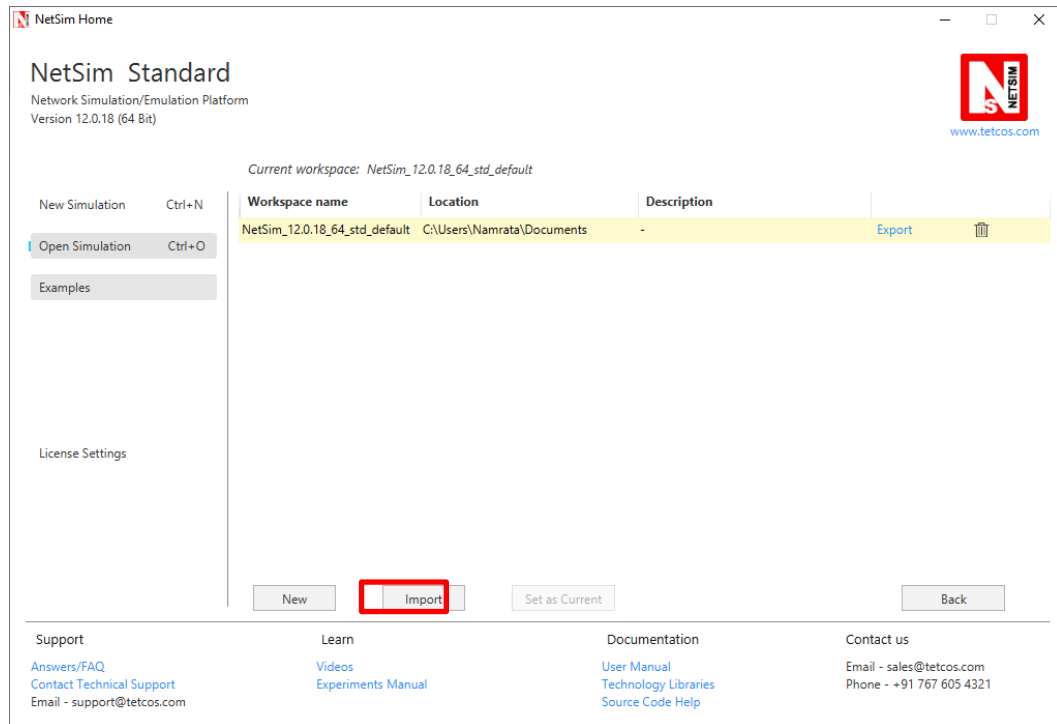 NetSim Home
NetSim Standard
Network Simulation/Emulation Platform
Version 12.0.18 (64 Bit)
N
S
NETSIM
www.tetcos.com
Current workspace: NetSim_12.0.18_64_std_default
New Simulation Ctrl+N
Open Simulation Ctrl+O
Examples
License Settings
Workspace name Location Description
NetSim_12.0.18_64_std_default C:\Users\Namrata\Documents - Export
New Import Set as Current Back
Support Learn Documentation Contact us
Answers/FAQ Videos User Manual Email - sales@tetcos.com
Contact Technical Support Experiments Manual Technology Libraries Phone - +91 767 605 4321
Email - support@tetcos.com Source Code Help